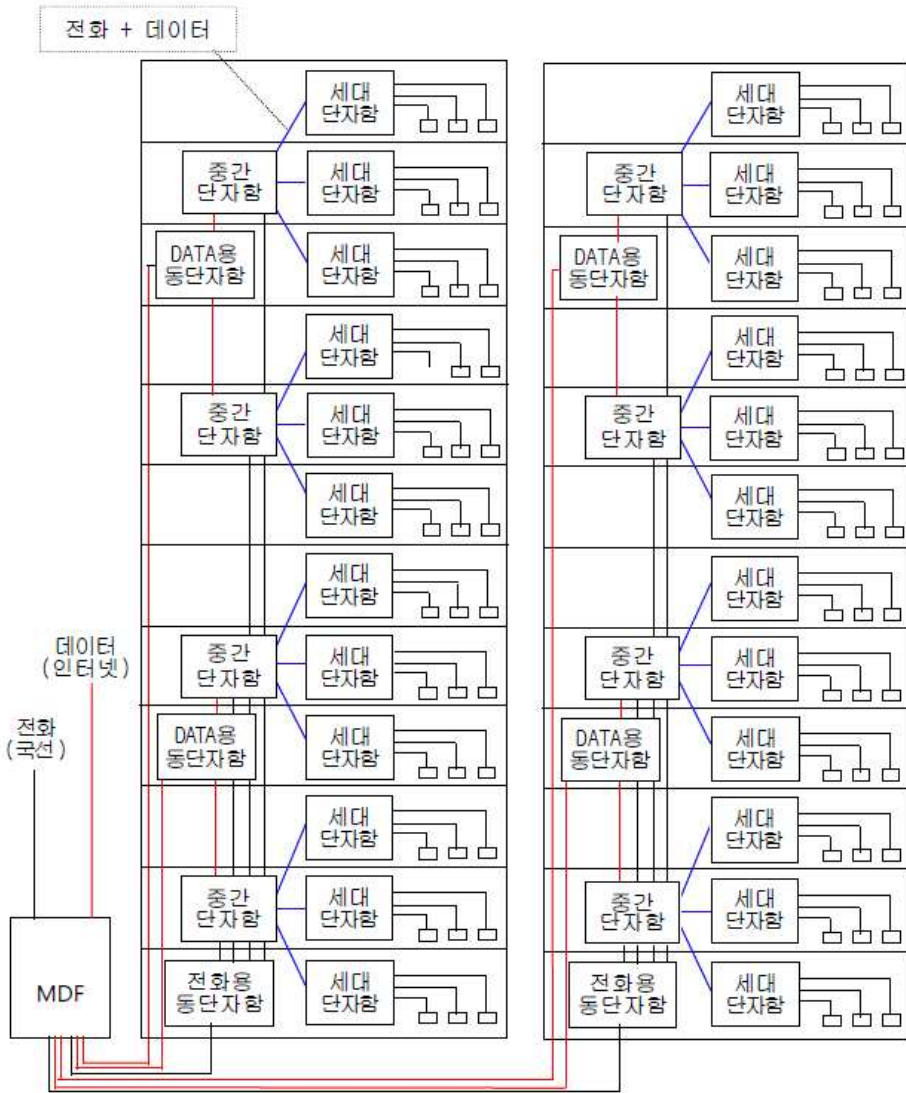 전화 + 데이터
세대
단자함
중간
단자함
세대
단자함
DATA용
동단자함
세대
단자함
세대
단자함
중간
단자함
세대
단자함
세대
단자함
세대
단자함
중간
단자함
세대
단자함
DATA용
동단자함
세대
단자함
세대
단자함
중간
단자함
세대
단자함
전화용
동단자함
세대
단자함
세대
단자함
중간
단자함
세대
단자함
DATA용
동단자함
세대
단자함
세대
단자함
중간
단자함
세대
단자함
세대
단자함
세대
단자함
중간
단자함
세대
단자함
DATA용
동단자함
세대
단자함
세대
단자함
중간
단자함
세대
단자함
전화용
동단자함
세대
단자함
데이터
(인터넷)
전화
(국선)
MDF